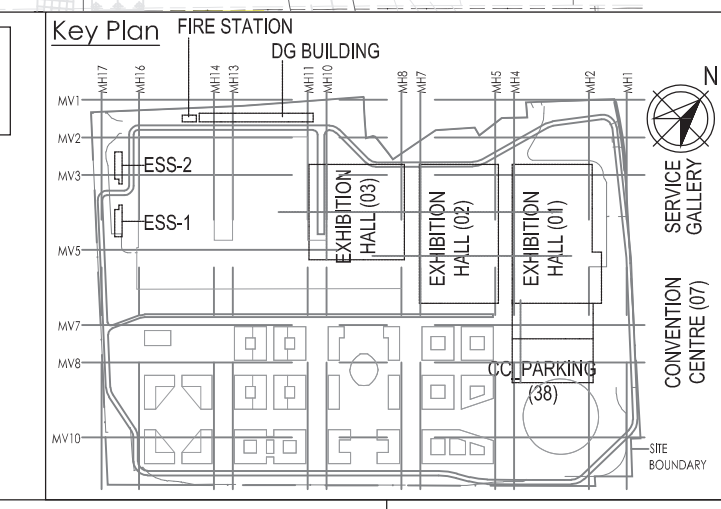 Key Plan
FIRE STATION
DG BUILDING
N
MH17
MH16
MH14
MH13
MH11
MH10
MH8
MH7
MH5
MH4
MH2
MH1
MV1
MV2
MV3
MV5
MV7
MV8
MV10
ESS-2
ESS-1
EXHIBITION
HALL (03)
EXHIBITION
HALL (02)
EXHIBITION
HALL (01)
SERVICE
GALLERY
CONVENTION
CENTRE (07)
CC_PARKING
(38)
SITE
BOUNDARY